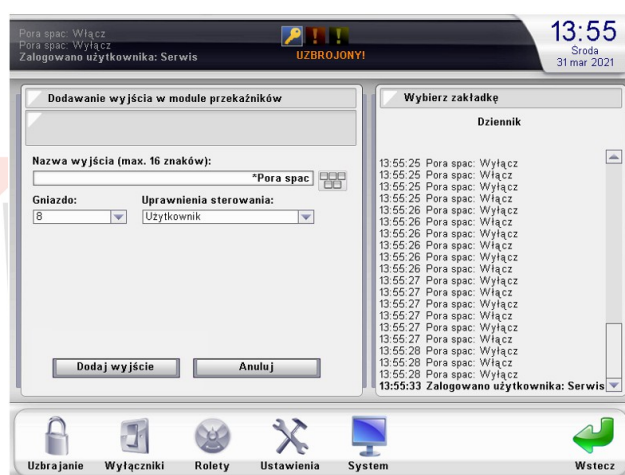 Pora spac: Włącz
Pora spac: Wyłącz
Zalogowano użytkownika: Serwis
UZBROJONY!
13:55
Środa
31 mar 2021
Dodawanie wyjścia w module przekaźników
Nazwa wyjścia (max. 16 znaków):
*Pora spac
Gniazdo:
Uprawnienia sterowania:
8
Użytkownik
Dodaj wyjście
Anuluj
Wybierz zakładkę
Dziennik
13:55:25 Pora spac: Wyłącz
13:55:25 Pora spac: Włącz
13:55:25 Pora spac: Wyłącz
13:55:25 Pora spac: Włącz
13:55:26 Pora spac: Wyłącz
13:55:26 Pora spac: Włącz
13:55:26 Pora spac: Wyłącz
13:55:26 Pora spac: Włącz
13:55:26 Pora spac: Wyłącz
13:55:26 Pora spac: Włącz
13:55:27 Pora spac: Wyłącz
13:55:27 Pora spac: Włącz
13:55:27 Pora spac: Wyłącz
13:55:27 Pora spac: Włącz
13:55:27 Pora spac: Wyłącz
13:55:27 Pora spac: Włącz
13:55:28 Pora spac: Wyłącz
13:55:28 Pora spac: Włącz
13:55:28 Pora spac: Wyłącz
13:55:33 Zalogowano użytkownika: Serwis
Uzbrajanie
Wyłączniki
Rolety
Ustawienia
System
Wstecz